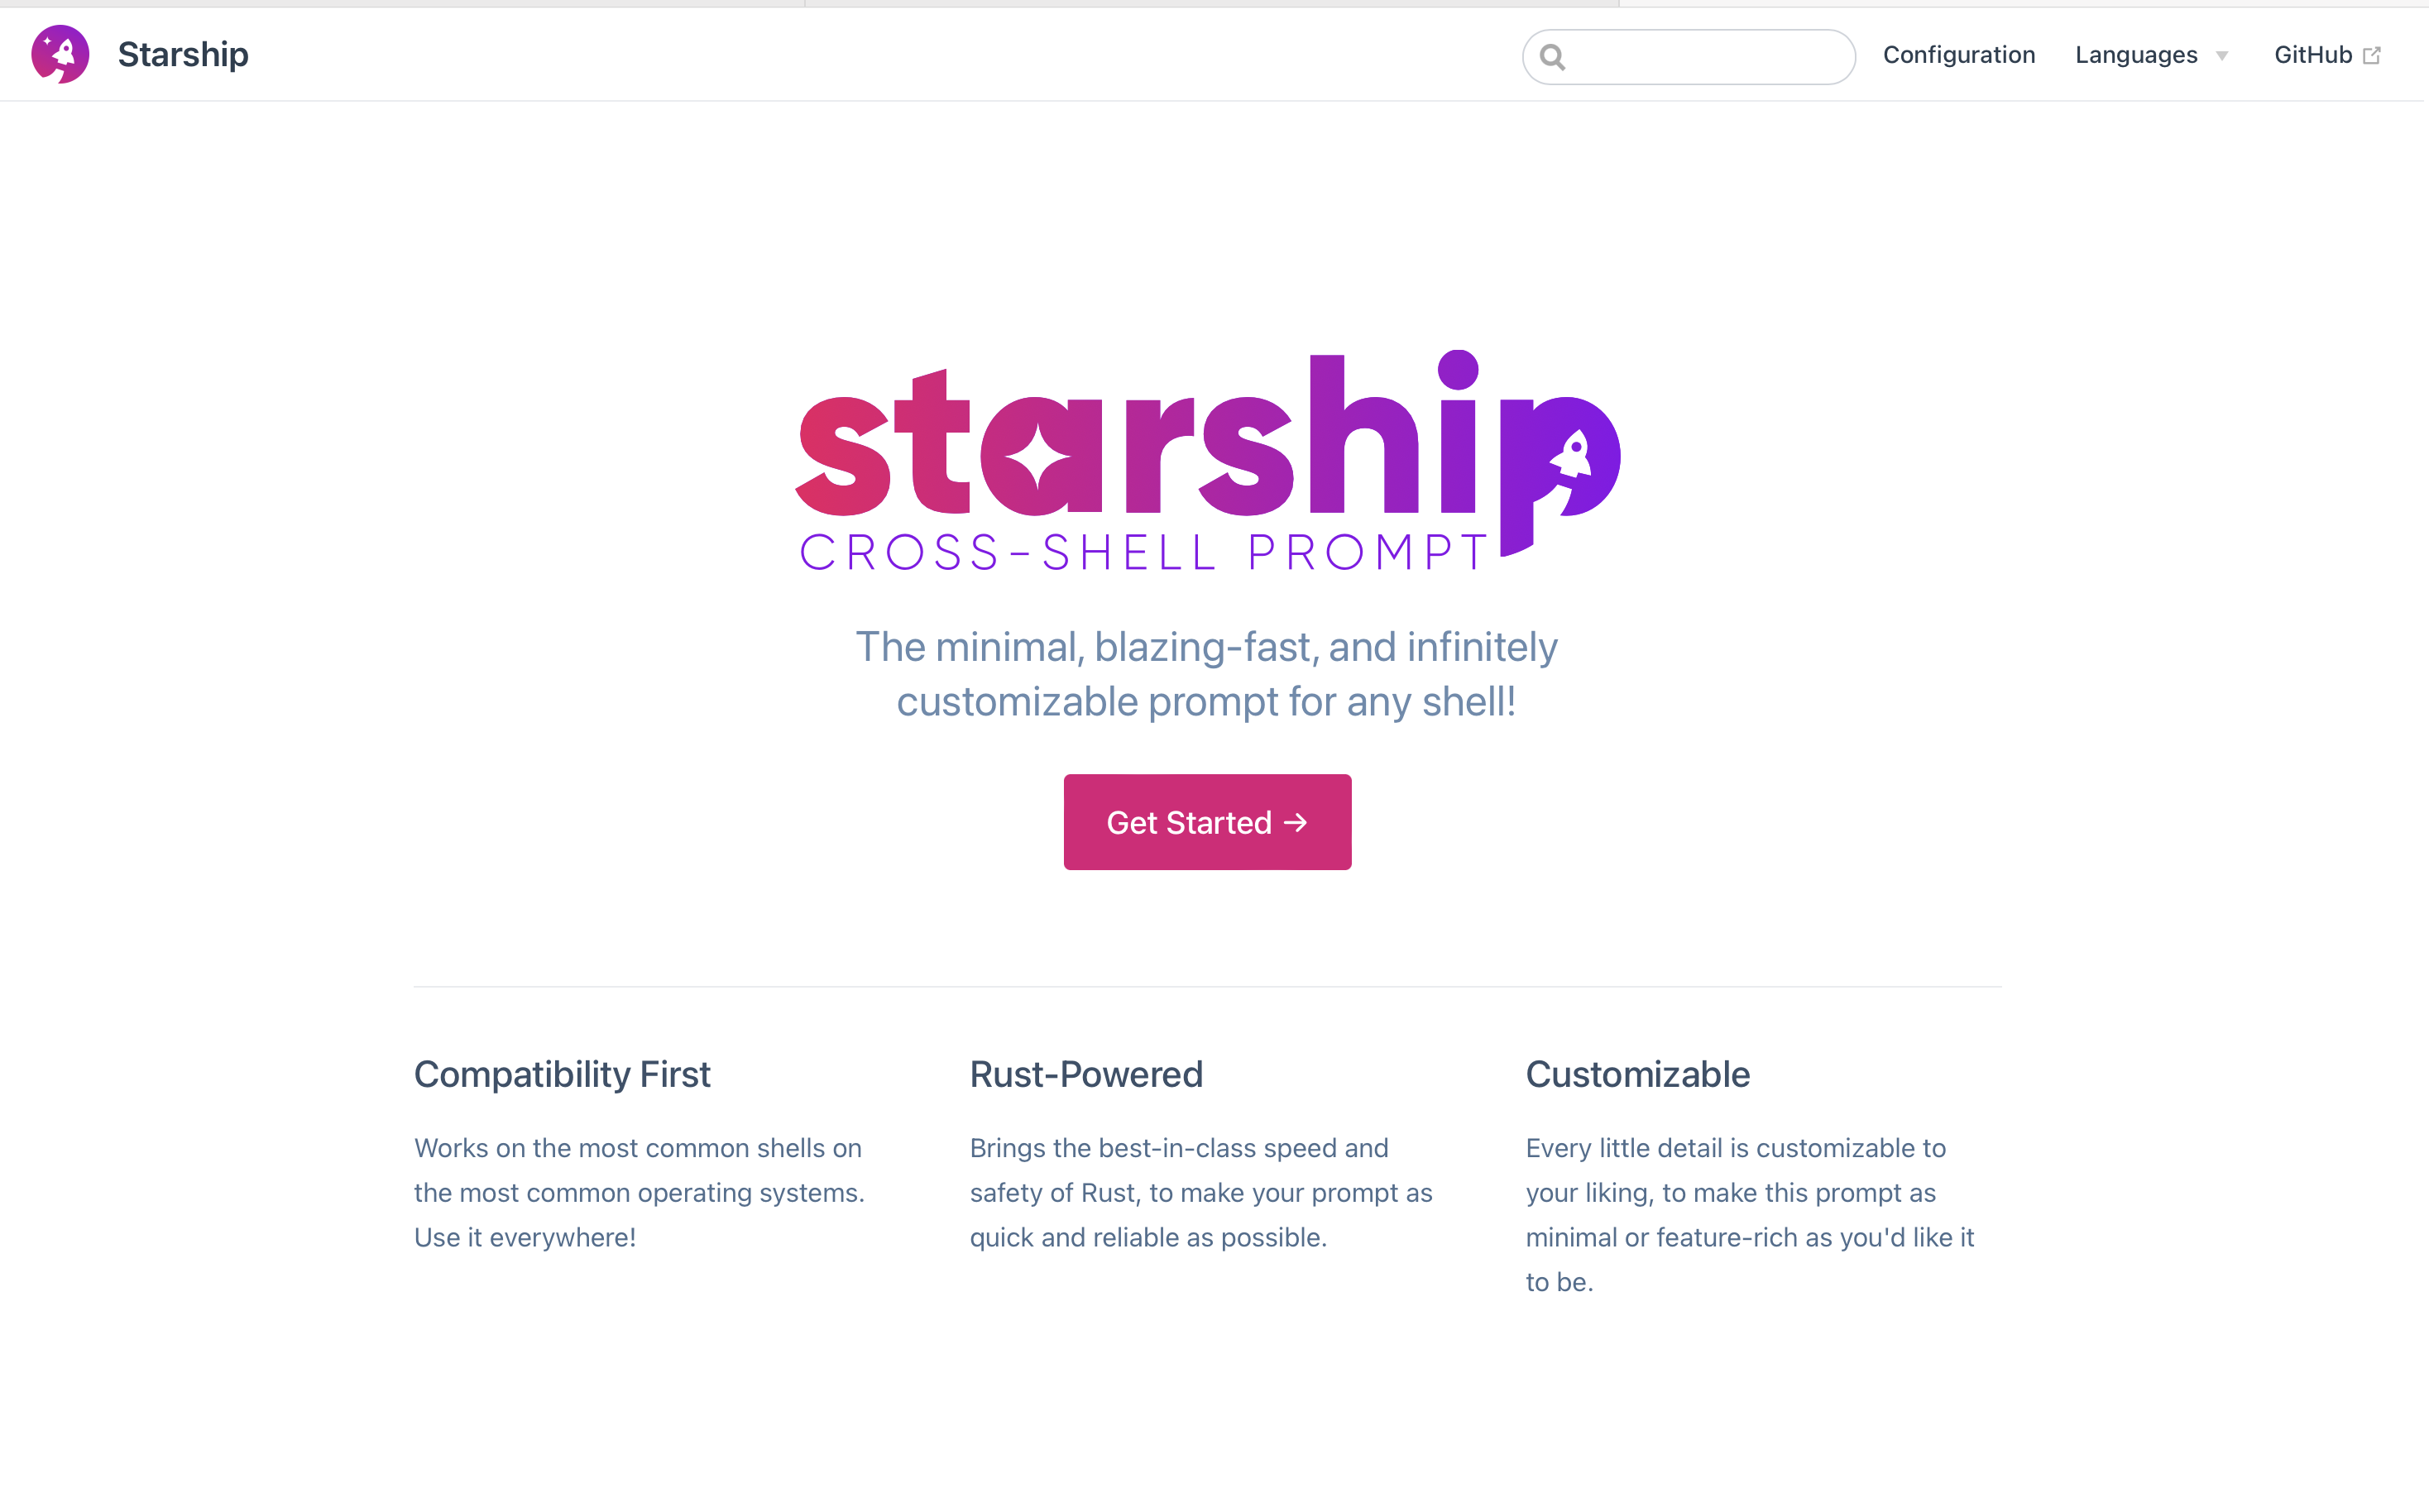 Starship
Configuration
Languages
GitHub
starship
CROSS-SHELL PROMPT
The minimal, blazing-fast, and infinitely
customizable prompt for any shell!
Get Started →
Compatibility First
Works on the most common shells on
the most common operating systems.
Use it everywhere!
Rust-Powered
Brings the best-in-class speed and
safety of Rust, to make your prompt as
quick and reliable as possible.
Customizable
Every little detail is customizable to
your liking, to make this prompt as
minimal or feature-rich as you'd like it
to be.